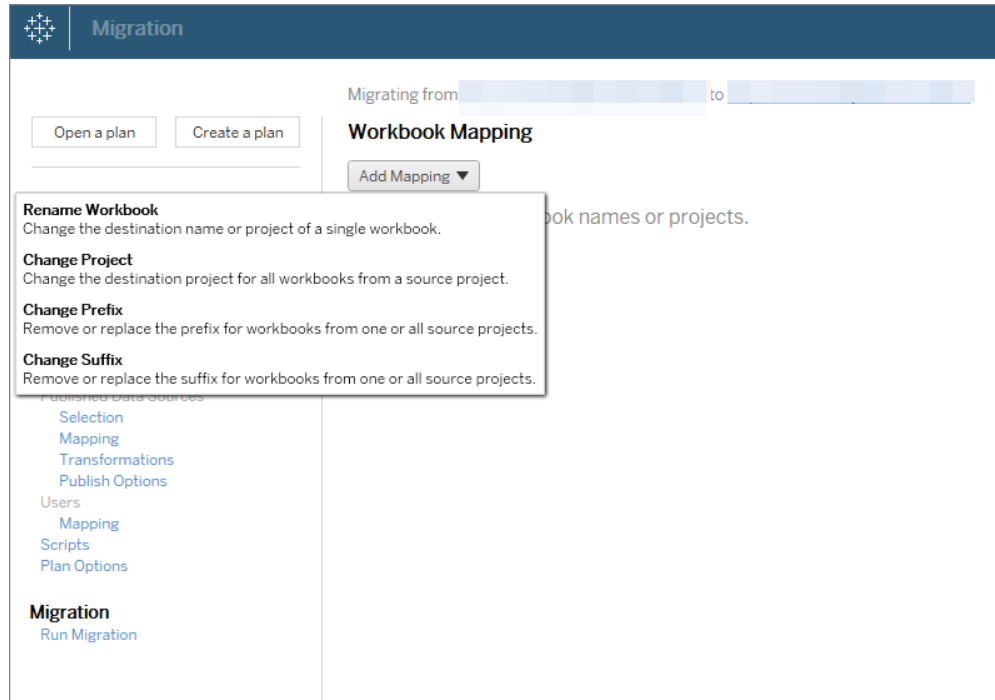 Migration
Migrating from to
Open a plan
Create a plan
Workbook Mapping
Add Mapping ▼
Rename Workbook
Change the destination name or project of a single workbook.
names or projects.
Change Project
Change the destination project for all workbooks from a source project.
Change Prefix
Remove or replace the prefix for workbooks from one or all source projects.
Change Suffix
Remove or replace the suffix for workbooks from one or all source projects.
Published Data Sources
Selection
Mapping
Transformations
Publish Options
Users
Mapping
Scripts
Plan Options
Migration
Run Migration